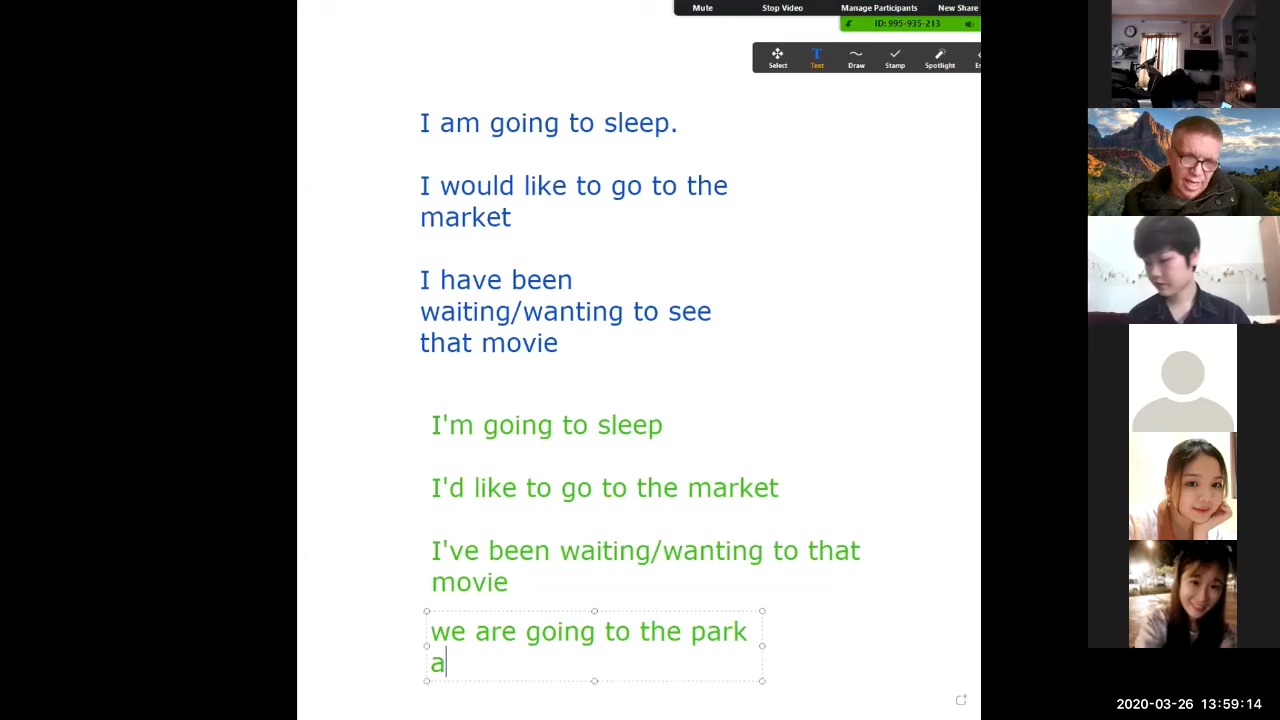 Mute Stop Video Manage Participants New Share
ID: 995-935-213
Select Text Draw Stamp Spotlight
I am going to sleep.
I would like to go to the
market
I have been
waiting/wanting to see
that movie
I'm going to sleep
I'd like to go to the market
I've been waiting/wanting to that
movie
we are going to the park
a
2020-03-26 13:59:14